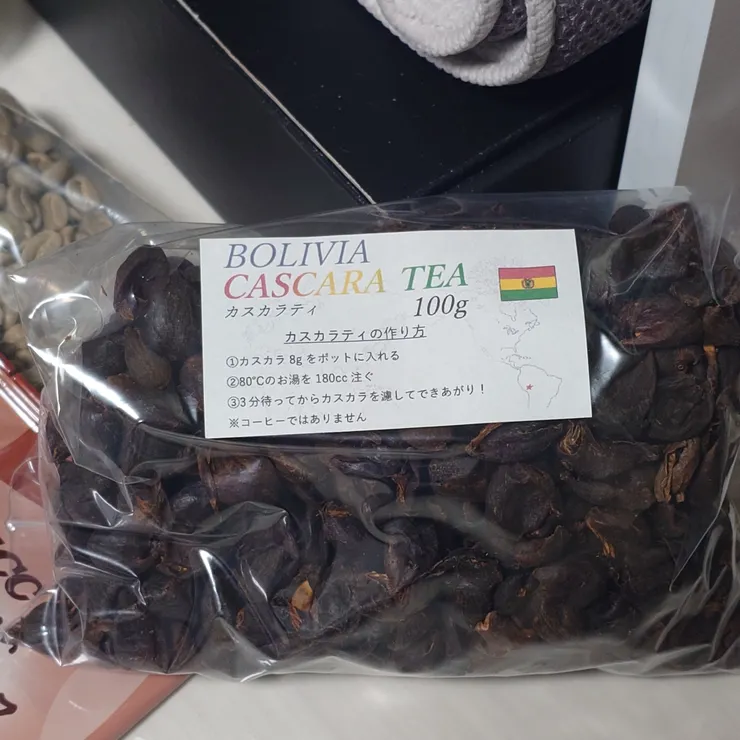 BOLIVIA
CASCARA TEA
カスカラティ 100g
カスカラティの作り方
①カスカラ 8g をポットに入れる
②80℃のお湯を 180cc 注ぐ
③3分待ってからカスカラを濾してできあがり！
※コーヒーではありません